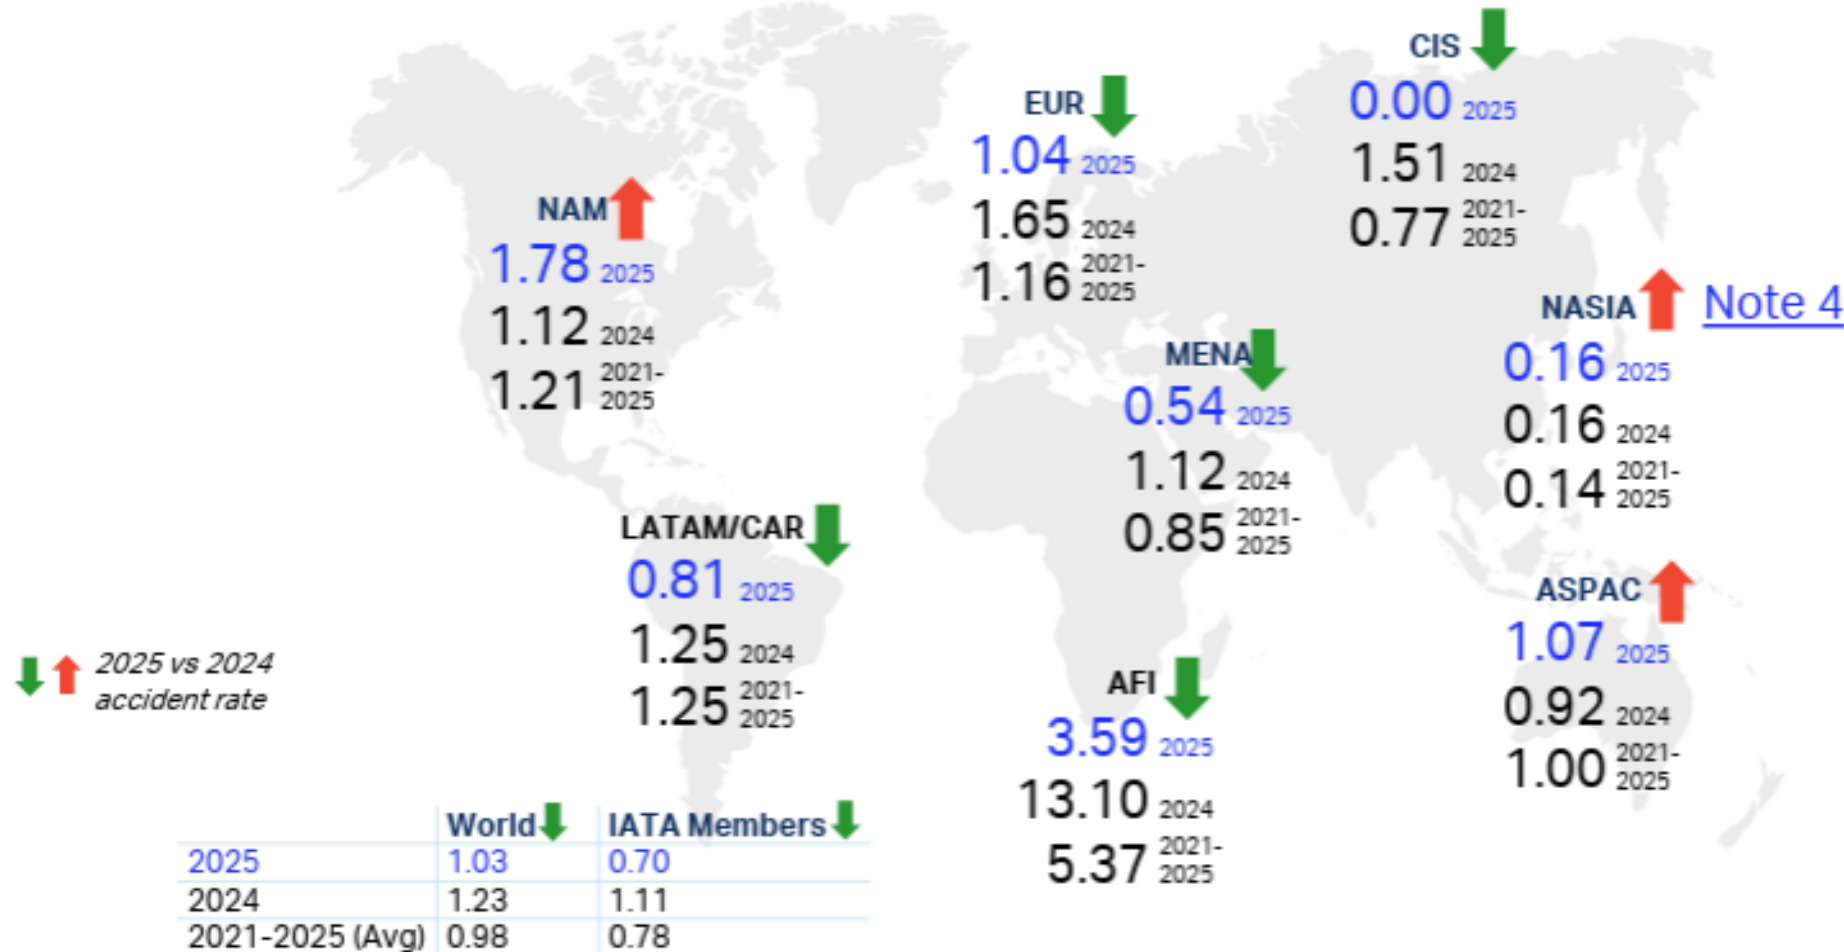 CIS
0.00 2025
1.51 2024
0.77 2021-
2025
EUR
1.04 2025
1.65 2024
1.16 2021-
2025
NAM
1.78 2025
1.12 2024
1.21 2021-
2025
NASIA Note 4
0.16 2025
0.16 2024
0.14 2021-
2025
MENA
0.54 2025
1.12 2024
0.85 2021-
2025
LATAM/CAR
0.81 2025
1.25 2024
1.25 2021-
2025
ASPAC
1.07 2025
0.92 2024
1.00 2021-
2025
AFI
3.59 2025
13.10 2024
5.37 2021-
2025
2025 vs 2024
accident rate
World IATA Members
2025 1.03 0.70
2024 1.23 1.11
2021-2025 (Avg) 0.98 0.78